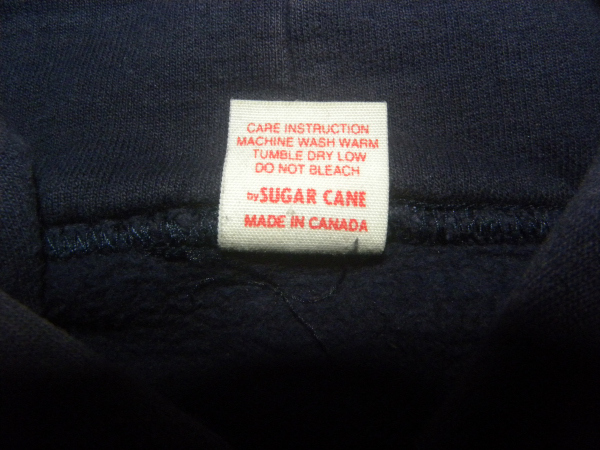 CARE INSTRUCTION
MACHINE WASH WARM
TUMBLE DRY LOW
DO NOT BLEACH
by SUGAR CANE
MADE IN CANADA